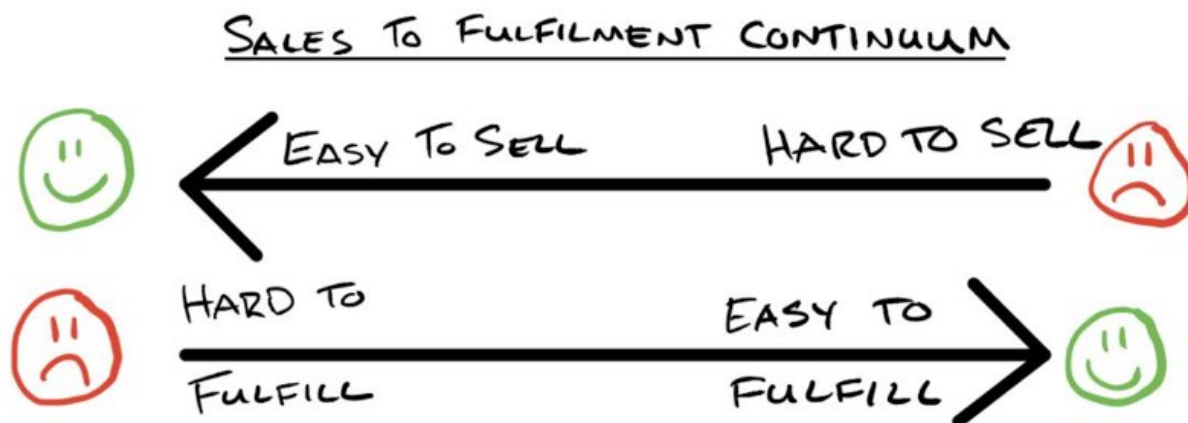 SALES TO FULFILMENT CONTINUUM
EASY TO SELL HARD TO SELL
HARD TO EASY TO
FULFILL FULFILL